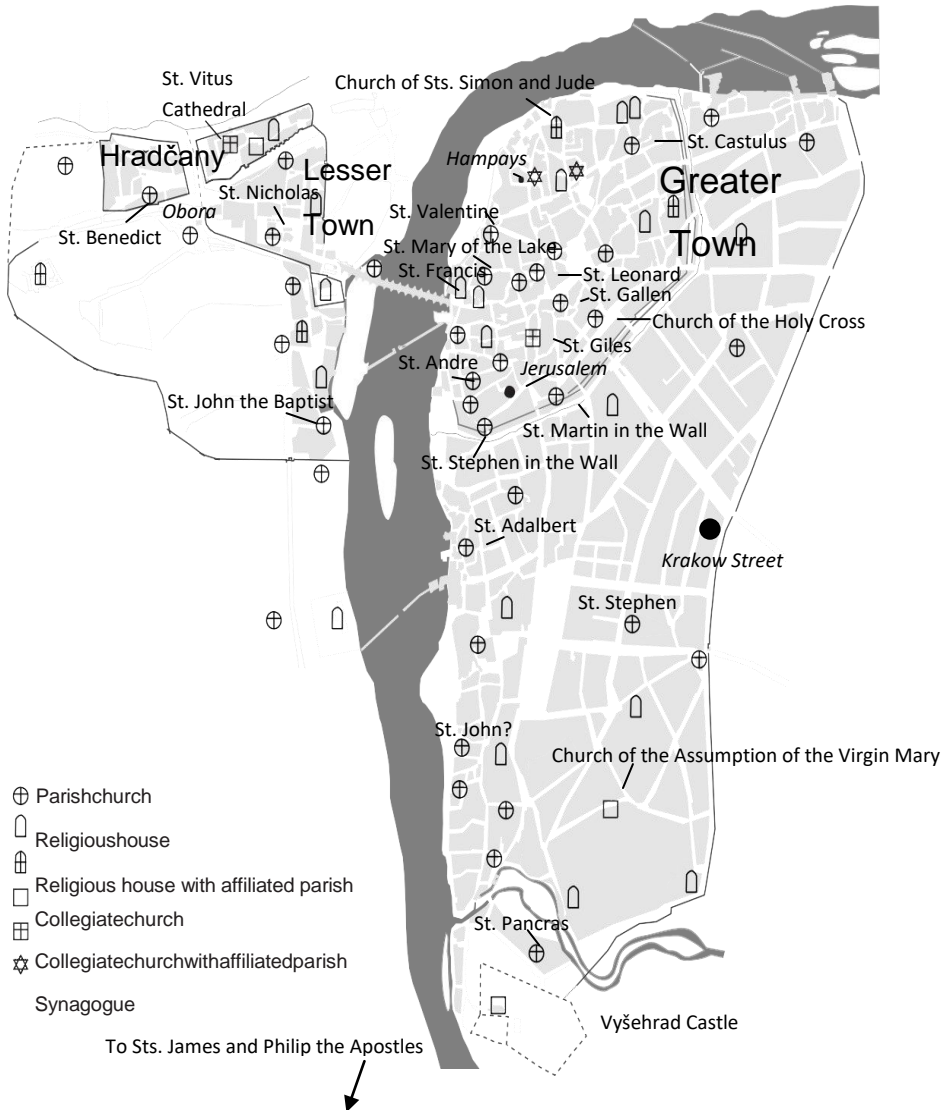 St. Vitus
Cathedral
Church of Sts. Simon and Jude
St. Castulus
Hradčany
Lesser
Town
Hampays
Greater
Town
St. Nicholas
Obora
St. Benedict
St. Valentine
St. Mary of the Lake
St. Francis
St. Leonard
St. Gallen
Church of the Holy Cross
St. Giles
St. Andre
Jerusalem
St. John the Baptist
St. Martin in the Wall
St. Stephen in the Wall
St. Adalbert
Krakow Street
St. Stephen
St. John?
Church of the Assumption of the Virgin Mary
Parishchurch
Religioushouse
Religious house with affiliated parish
Collegiatechurch
Collegiatechurchwithaffiliatedparish
Synagogue
St. Pancras
Vyšehrad Castle
To Sts. James and Philip the Apostles